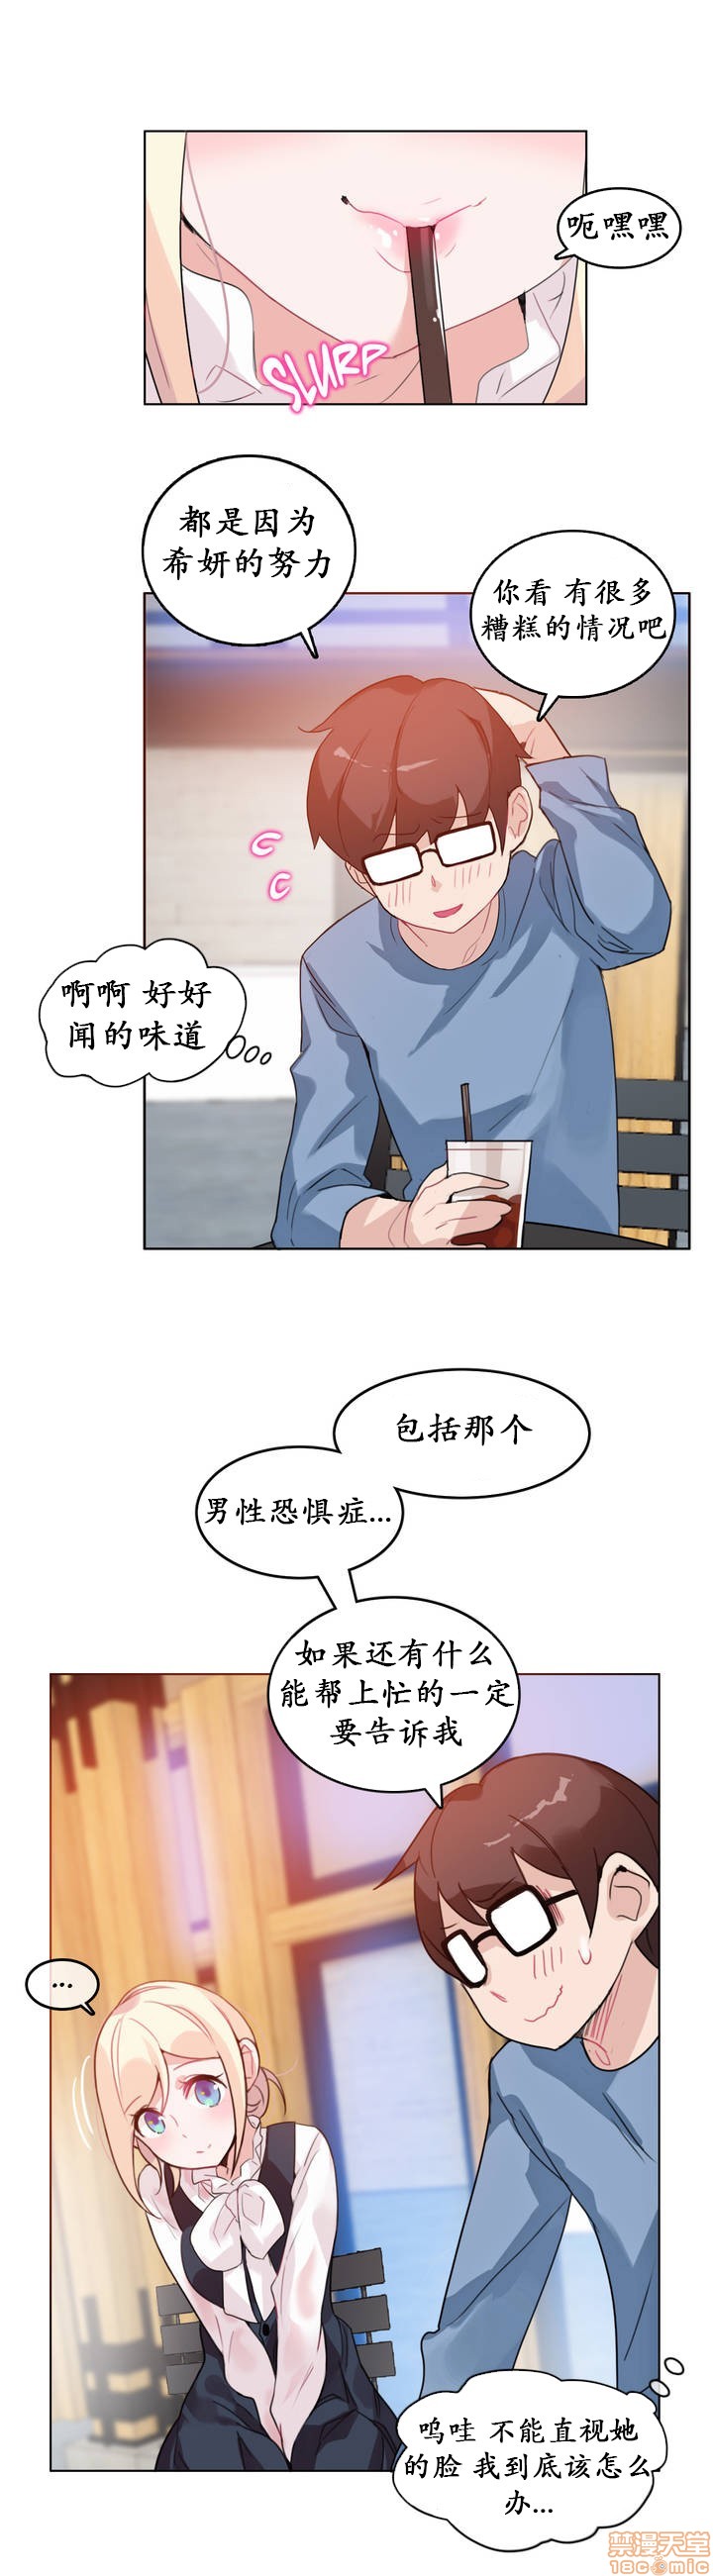 呃嘿嘿
SLURP
都是因为
希妍的努力
你看 有很多
糟糕的情况吧
啊啊 好好
闻的味道
包括那个
男性恐惧症...
如果还有什么
能帮上忙的一定
要告诉我
...
呜哇 不能直视她
的脸 我到底该怎么
办...
禁漫天堂
18comic